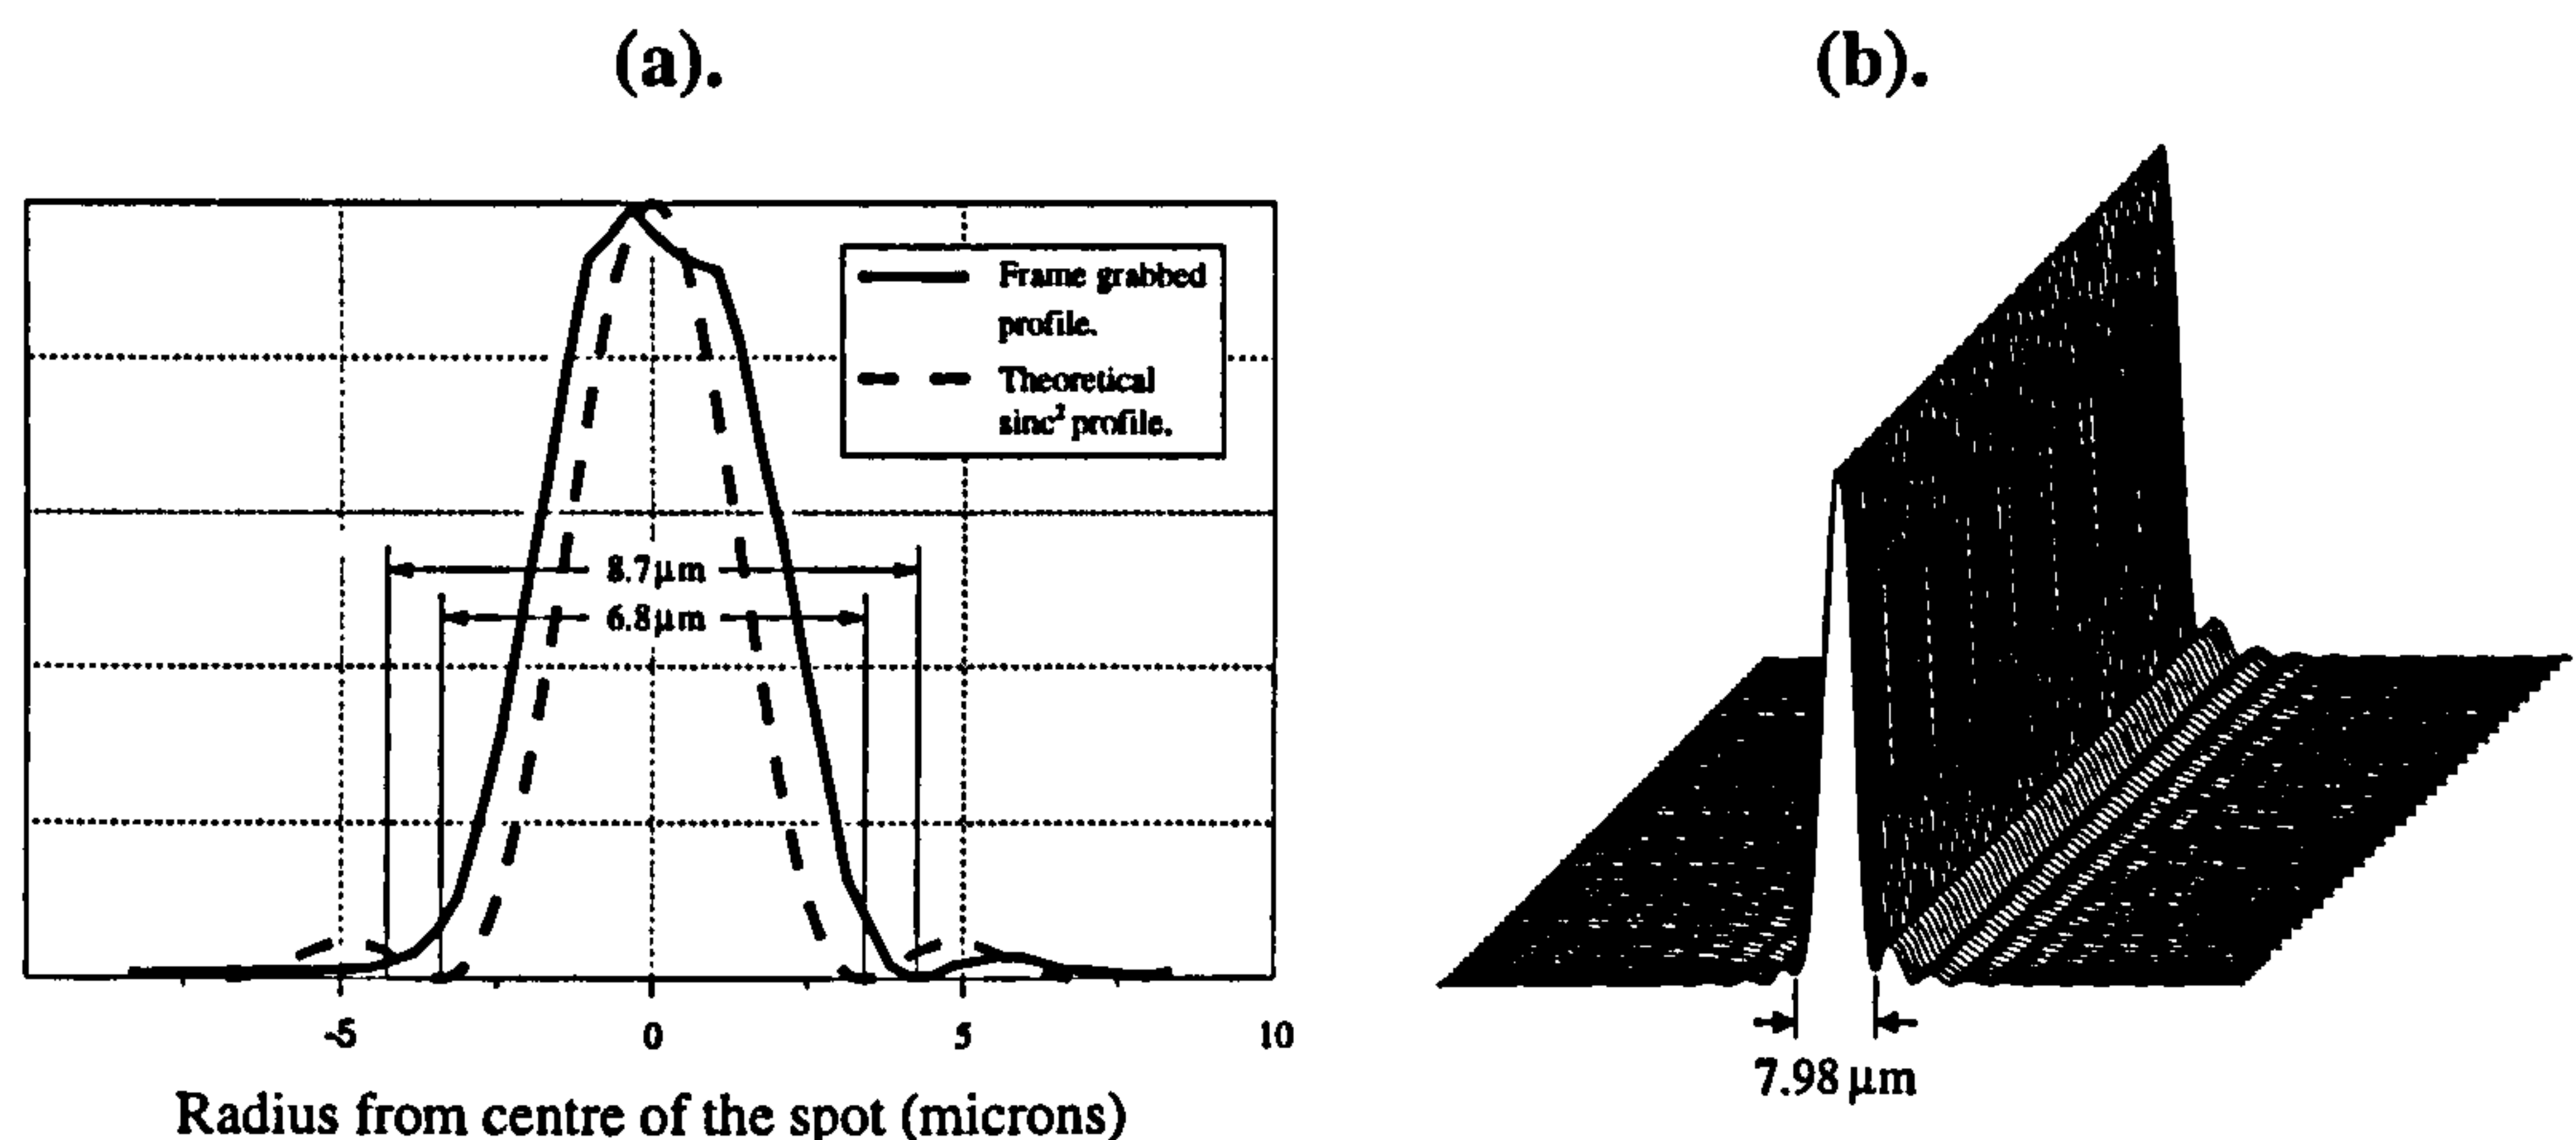 (a).
(b).
Frame grabbed
profile.
Theoretical
sinc² profile.
8.7µm
6.8µm
-5 0 5 10
Radius from centre of the spot (microns)
7.98 µm